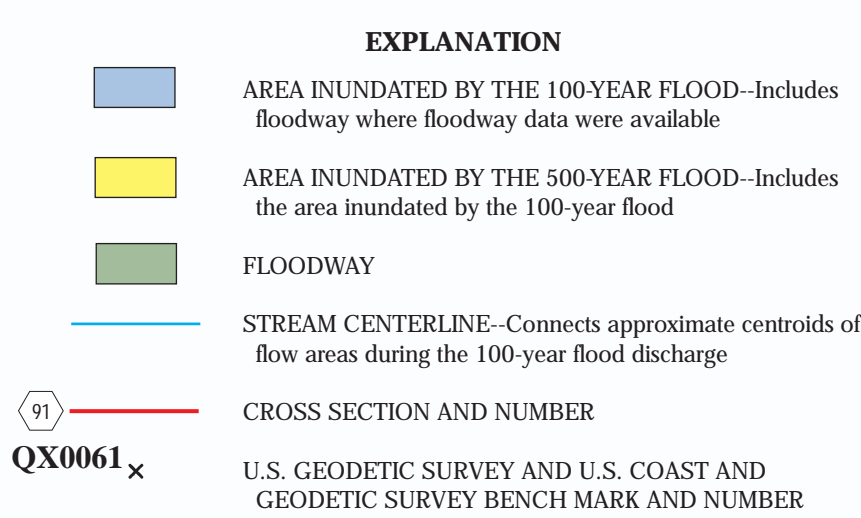 EXPLANATION
AREA INUNDATED BY THE 100-YEAR FLOOD--Includes
floodway where floodway data were available
AREA INUNDATED BY THE 500-YEAR FLOOD--Includes
the area inundated by the 100-year flood
FLOODWAY
STREAM CENTERLINE--Connects approximate centroids of
flow areas during the 100-year flood discharge
91 CROSS SECTION AND NUMBER
QX0061 × U.S. GEODETIC SURVEY AND U.S. COAST AND
GEODETIC SURVEY BENCH MARK AND NUMBER